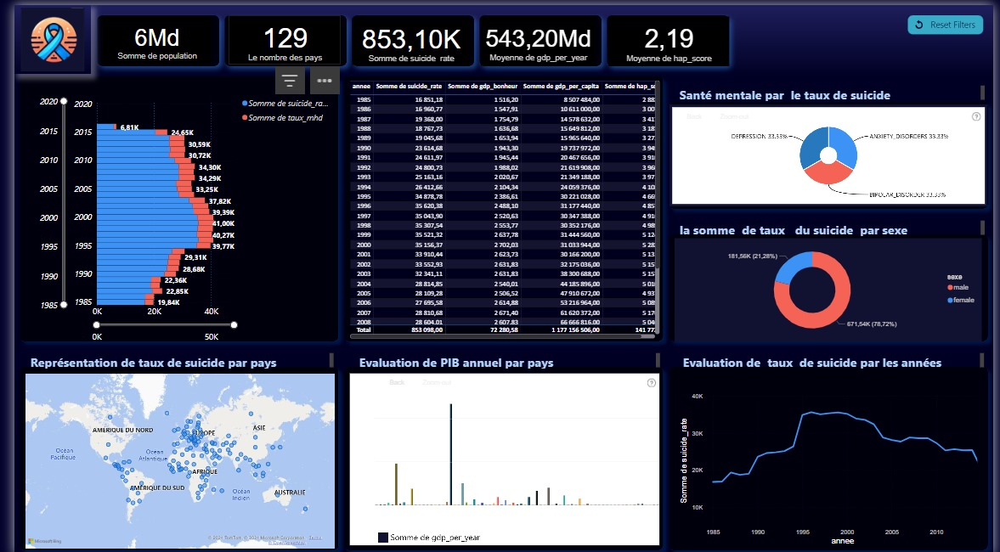 6Md
Somme de population
129
Le nombre des pays
853,10K
Somme de suicide_rate
543,20Md
Moyenne de gdp_per_year
2,19
Moyenne de hap_score
Reset Filters
2020
2015
2010
2005
2000
1995
1990
1985
2020
2015
2010
2005
2000
1995
1990
1985
Somme de suicide_ra...
Somme de taux_mhd
6,81K
24,65K
30,59K
30,72K
34,30K
34,29K
33,25K
37,82K
39,39K
41,00K
40,27K
39,77K
29,31K
28,68K
22,36K
22,85K
19,84K
0K 20K 40K
0K 50K
annee Somme de suicide_rate Somme de gdp_bonheur Somme de gdp_per_capita Somme de hap_sc
1985 16 851,18 1 516,20 8 507 484,00 2 88
1986 16 960,77 1 547,91 10 611 000,00 3 00
1987 19 368,00 1 754,79 14 578 632,00 3 41
1988 18 767,73 1 636,68 15 649 812,00 3 17
1989 19 045,68 1 653,94 15 965 640,00 3 27
1990 23 614,68 1 943,30 19 737 972,00 3 94
1991 24 611,97 1 945,44 20 467 656,00 3 91
1992 24 800,73 1 988,02 21 619 908,00 3 94
1993 25 163,16 2 020,67 21 349 188,00 3 97
1994 26 412,66 2 104,34 24 059 376,00 4 10
1995 34 878,78 2 386,61 30 221 028,00 4 66
1996 35 620,38 2 488,10 31 177 440,00 4 85
1997 35 043,90 2 520,63 30 347 388,00 4 91
1998 35 307,54 2 553,77 30 352 176,00 4 98
1999 35 521,32 2 637,78 31 444 560,00 5 12
2000 35 156,37 2 702,03 31 033 944,00 5 28
2001 33 910,44 2 623,73 30 166 200,00 5 13
2002 33 552,93 2 631,83 32 175 036,00 5 15
2003 32 341,11 2 631,83 38 300 688,00 5 15
2004 28 814,85 2 540,01 44 185 896,00 5 01
2005 28 109,28 2 506,52 47 910 672,00 4 93
2006 27 695,58 2 614,88 53 216 964,00 5 08
2007 28 810,68 2 671,40 61 620 372,00 5 17
2008 28 604,01 2 607,83 66 666 816,00 5 04
Total 853 098,00 72 280,58 1 177 156 506,00 141 77
Santé mentale par le taux de suicide
Back Zoom out
DEPRESSION 33.33%
ANXIETY_DISORDERS 33.33%
BIPOLAR_DISORDER 33.33%
la somme de taux du suicide par sexe
181,56K (21,28%)
671,54K (78,72%)
sexe
male
female
Représentation de taux de suicide par pays
AMÉRIQUE DU NORD
EUROPE
ASIE
Océan
Pacifique
Océan
Atlantique
AFRIQUE
AMÉRIQUE DU SUD
Océan
Indien
AUSTRALIE
Microsoft Bing
© 2024 TomTom, © 2024 Microsoft Corporation Terms
© OpenStreetMap
Evaluation de PIB annuel par pays
Back Zoom out
Somme de gdp_per_year
Evaluation de taux de suicide par les années
Somme de suicide_rate
40K
30K
20K
10K
1985 1990 1995 2000 2005 2010
annee